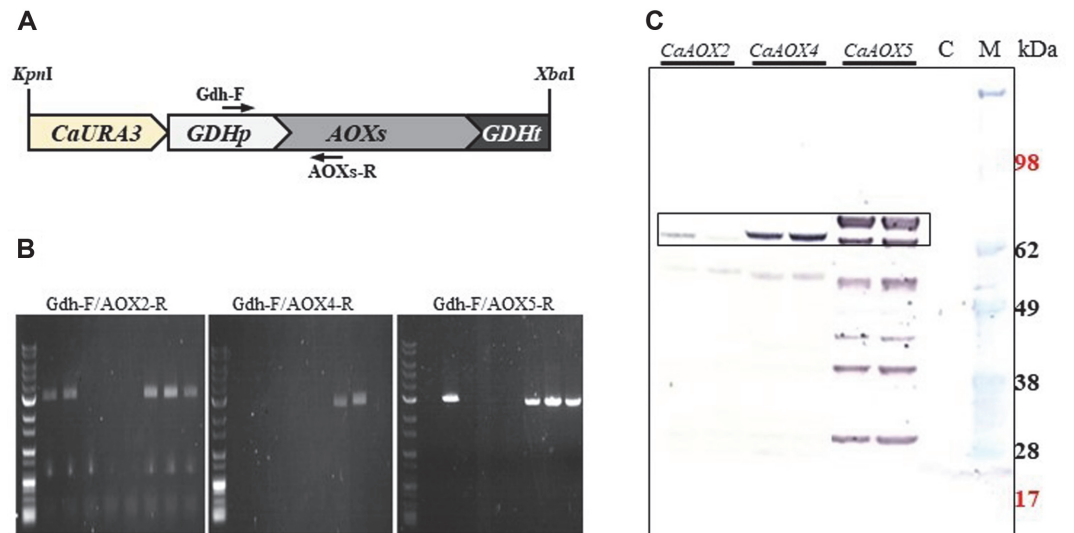 A
KpnI
XbaI
Gdh-F
CaURA3
GDHp
AOXs
GDHt
AOXs-R
B
Gdh-F/AOX2-R
Gdh-F/AOX4-R
Gdh-F/AOX5-R
C
CaAOX2 CaAOX4 CaAOX5 C M kDa
98
62
49
38
28
17